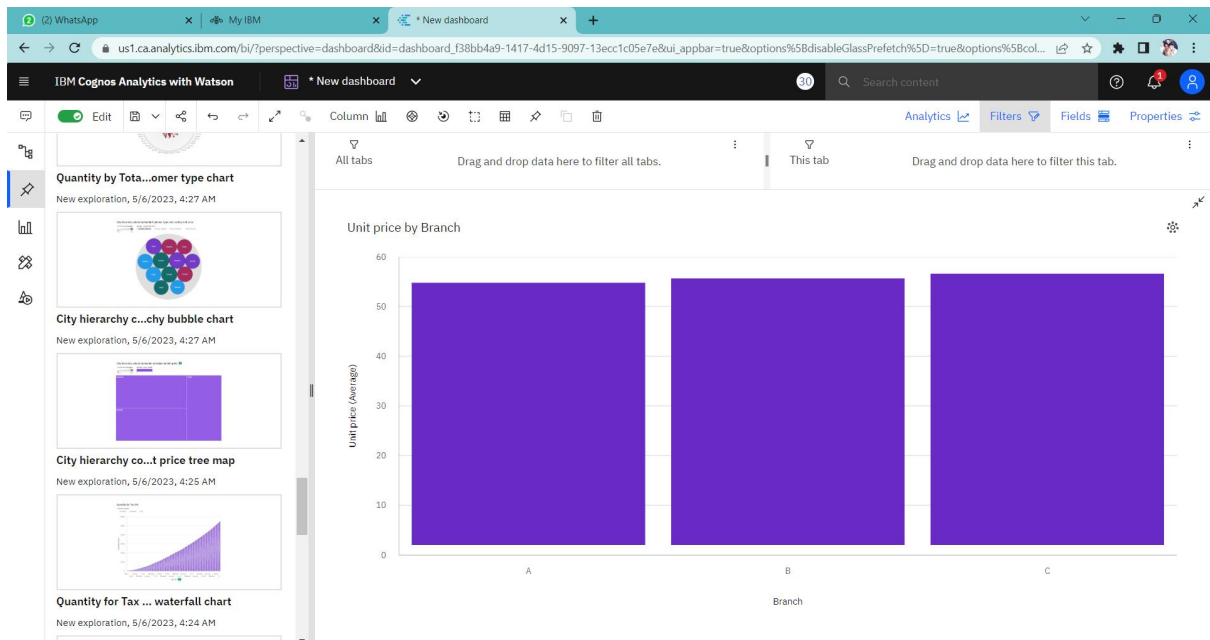 2 (2) WhatsApp
My IBM
* New dashboard
us1.ca.analytics.ibm.com/bi/?perspective=dashboard&id=dashboard_f38bb4a9-1417-4d15-9097-13ecc1c05e7e&ui_appbar=true&options%5BdisableGlassPrefetch%5D=true&options%5Bcol...
IBM Cognos Analytics with Watson
* New dashboard
30
Search content
1
Edit
Column
Analytics
Filters
Fields
Properties
All tabs
Drag and drop data here to filter all tabs.
This tab
Drag and drop data here to filter this tab.
Quantity by Tota...omer type chart
New exploration, 5/6/2023, 4:27 AM
City hierarchy c...chy bubble chart
New exploration, 5/6/2023, 4:27 AM
City hierarchy co...t price tree map
New exploration, 5/6/2023, 4:25 AM
Quantity for Tax ... waterfall chart
New exploration, 5/6/2023, 4:24 AM
Unit price by Branch
Unit price (Average)
60
50
40
30
20
10
0
A
B
C
Branch